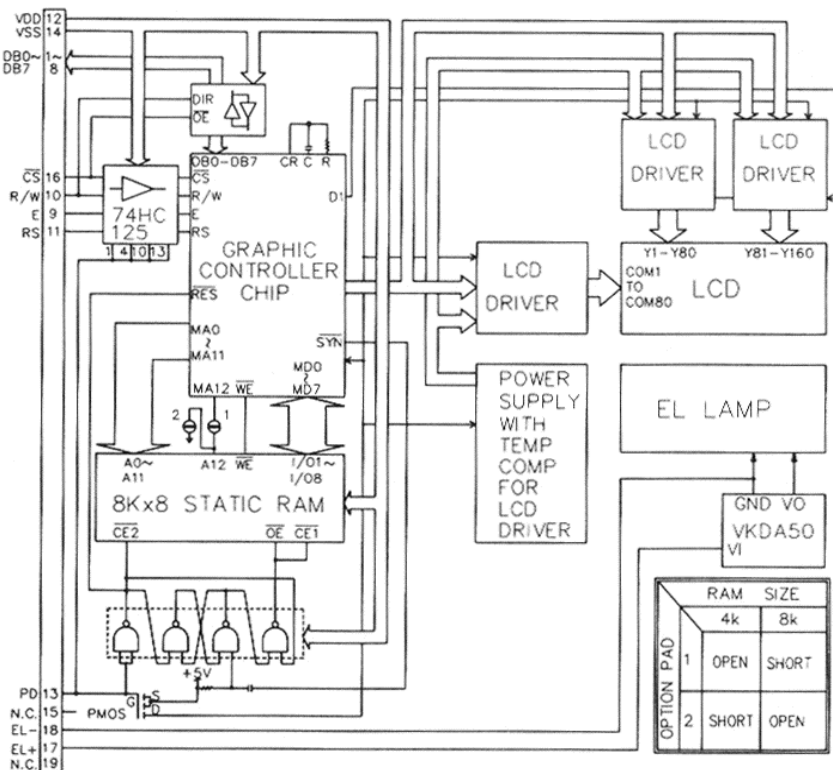 VDD 12
VSS 14
DB0~ 1~
DB7 8
DIR
OE
CS 16
R/W 10
E 9
RS 11
74HC
125
1 4 10 13
DB0-DB7
CR C R
CS
R/W
E
RS
D1
GRAPHIC
CONTROLLER
CHIP
RES
MA0
~
MA11
SYN
MD0
~
MD7
MA12 WE
2
1
A0~
A11
A12 WE
I/O1~
I/O8
8Kx8 STATIC RAM
CE2
OE CE1
+5V
PD 13
N.C. 15
EL- 18
EL+ 17
N.C. 19
PMOS
G
S
D
LCD
DRIVER
LCD
DRIVER
LCD
DRIVER
Y1-Y80 Y81-Y160
COM1
TO
COM80
LCD
POWER
SUPPLY
WITH
TEMP
COMP
FOR
LCD
DRIVER
EL LAMP
GND VO
VKDA50
VI
RAM SIZE
4k 8k
OPTION PAD
1 OPEN SHORT
2 SHORT OPEN